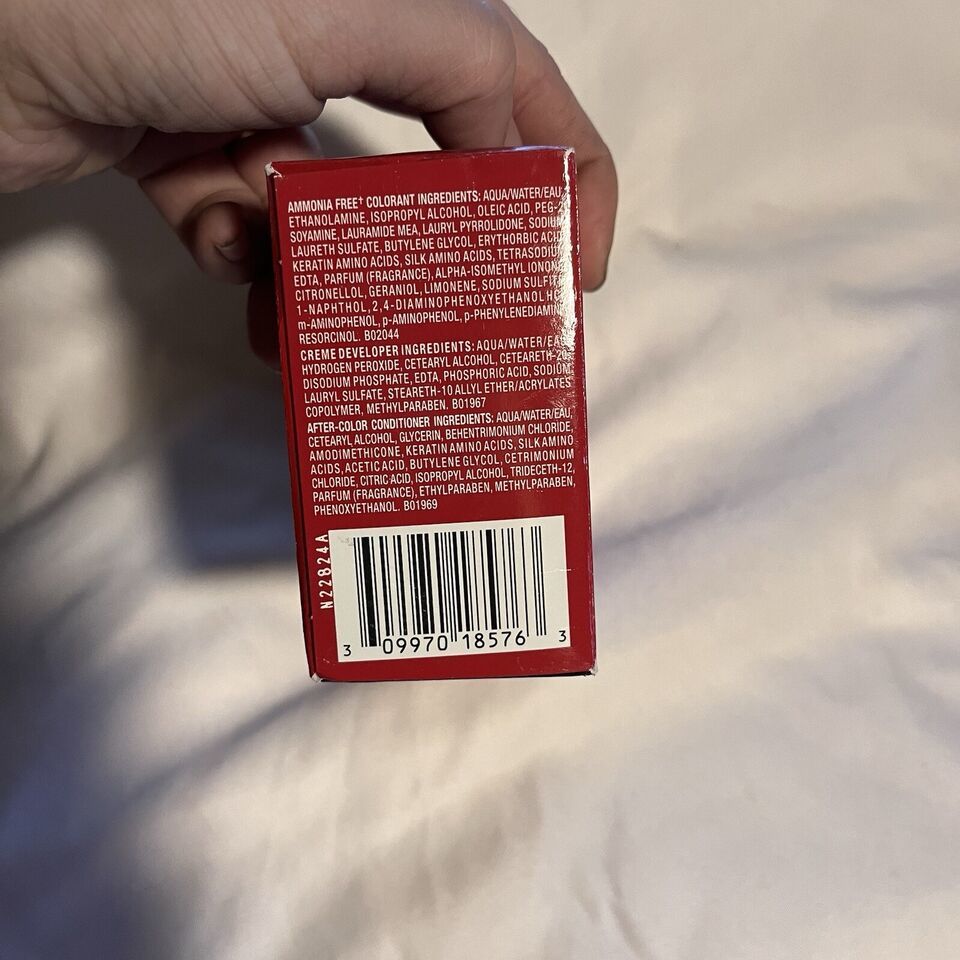 AMMONIA FREE† COLORANT INGREDIENTS: AQUA/WATER/EAU,
ETHANOLAMINE, ISOPROPYL ALCOHOL, OLEIC ACID, PEG-2
SOYAMINE, LAURAMIDE MEA, LAURYL PYRROLIDONE, SODIUM
LAURETH SULFATE, BUTYLENE GLYCOL, ERYTHORBIC ACID,
KERATIN AMINO ACIDS, SILK AMINO ACIDS, TETRASODIUM
EDTA, PARFUM (FRAGRANCE), ALPHA-ISOMETHYL IONONE,
CITRONELLOL, GERANIOL, LIMONENE, SODIUM SULFITE,
1-NAPHTHOL, 2,4-DIAMINOPHENOXYETHANOL HCl,
m-AMINOPHENOL, p-AMINOPHENOL, p-PHENYLENEDIAMINE,
RESORCINOL. B02044
CREME DEVELOPER INGREDIENTS: AQUA/WATER/EAU,
HYDROGEN PEROXIDE, CETEARYL ALCOHOL, CETEARETH-20,
DISODIUM PHOSPHATE, EDTA, PHOSPHORIC ACID, SODIUM
LAURYL SULFATE, STEARETH-10 ALLYL ETHER/ACRYLATES
COPOLYMER, METHYLPARABEN. B01967
AFTER-COLOR CONDITIONER INGREDIENTS: AQUA/WATER/EAU,
CETEARYL ALCOHOL, GLYCERIN, BEHENTRIMONIUM CHLORIDE,
AMODIMETHICONE, KERATIN AMINO ACIDS, SILK AMINO
ACIDS, ACETIC ACID, BUTYLENE GLYCOL, CETRIMONIUM
CHLORIDE, CITRIC ACID, ISOPROPYL ALCOHOL, TRIDECETH-12,
PARFUM (FRAGRANCE), ETHYLPARABEN, METHYLPARABEN,
PHENOXYETHANOL. B01969
N22824A
3 09970 18576 3